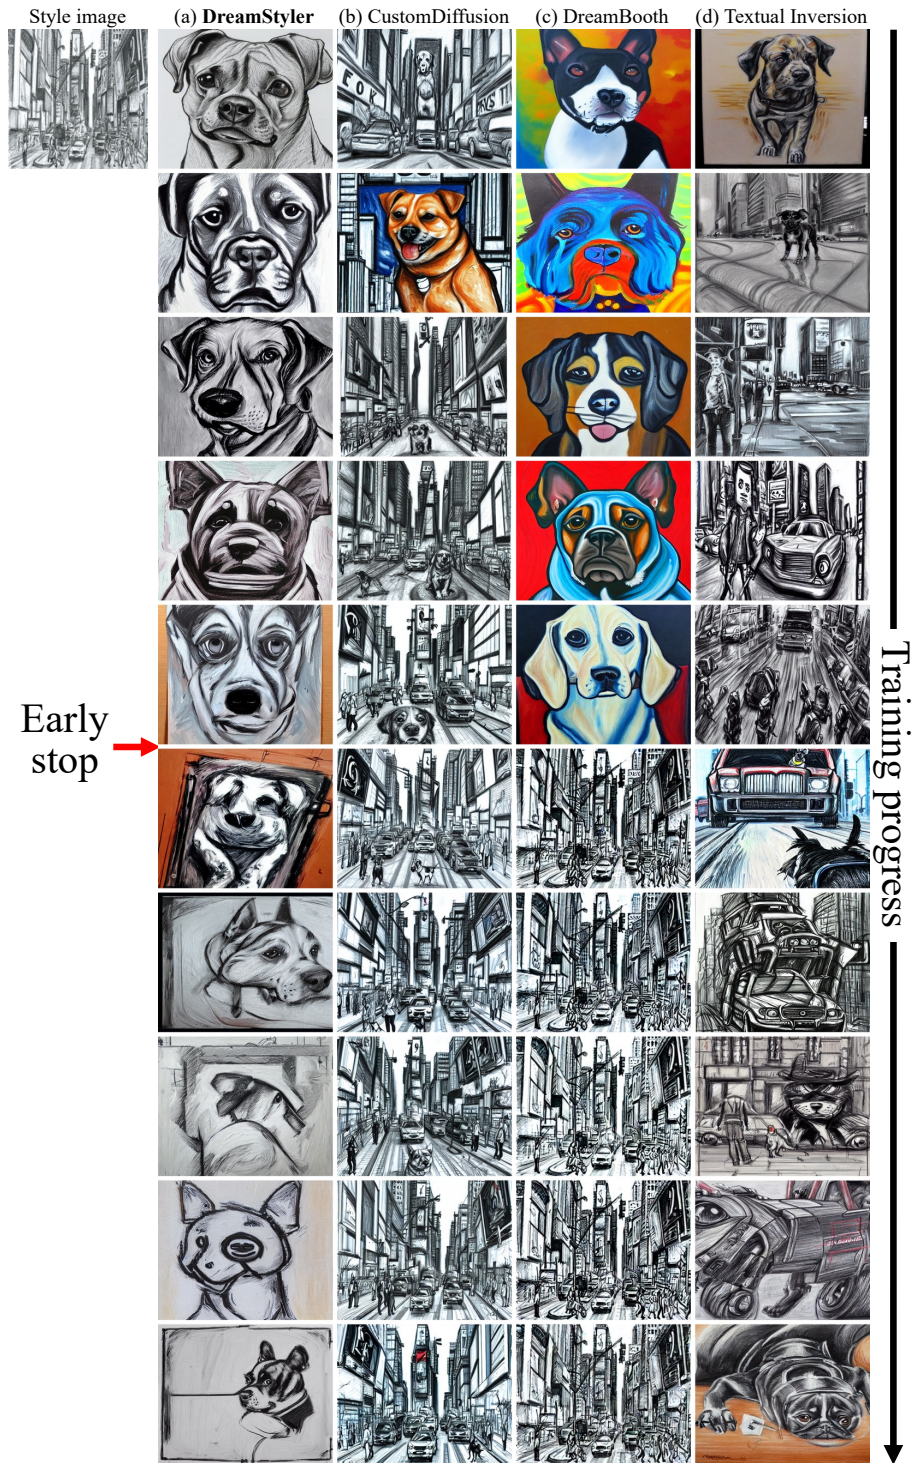 Style image
(a) DreamStyler
(b) CustomDiffusion
(c) DreamBooth
(d) Textual Inversion
F O K
Early
stop
Training progress